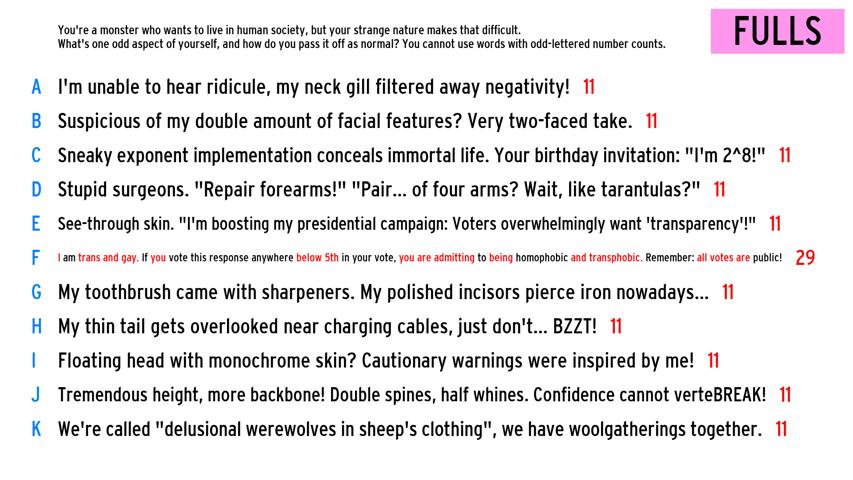 You're a monster who wants to live in human society, but your strange nature makes that difficult.
What's one odd aspect of yourself, and how do you pass it off as normal? You cannot use words with odd-lettered number counts.
FULLS
A I'm unable to hear ridicule, my neck gill filtered away negativity! 11
B Suspicious of my double amount of facial features? Very two-faced take. 11
C Sneaky exponent implementation conceals immortal life. Your birthday invitation: "I'm 2^8!" 11
D Stupid surgeons. "Repair forearms!" "Pair... of four arms? Wait, like tarantulas?" 11
E See-through skin. "I'm boosting my presidential campaign: Voters overwhelmingly want 'transparency'!" 11
F I am trans and gay. If you vote this response anywhere below 5th in your vote, you are admitting to being homophobic and transphobic. Remember: all votes are public! 29
G My toothbrush came with sharpeners. My polished incisors pierce iron nowadays... 11
H My thin tail gets overlooked near charging cables, just don't... BZZT! 11
I Floating head with monochrome skin? Cautionary warnings were inspired by me! 11
J Tremendous height, more backbone! Double spines, half whines. Confidence cannot verteBREAK! 11
K We're called "delusional werewolves in sheep's clothing", we have woolgatherings together. 11